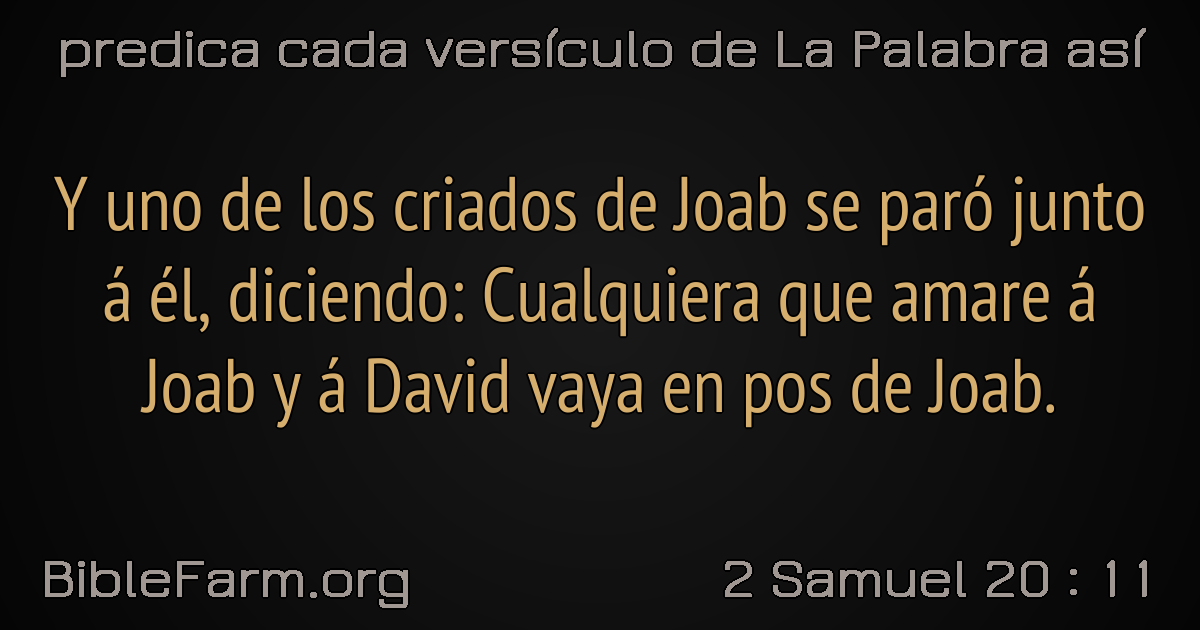 predica cada versículo de La Palabra así
Y uno de los criados de Joab se paró junto
á él, diciendo: Cualquiera que amare á
Joab y á David vaya en pos de Joab.
BibleFarm.org
2 Samuel 20 : 11